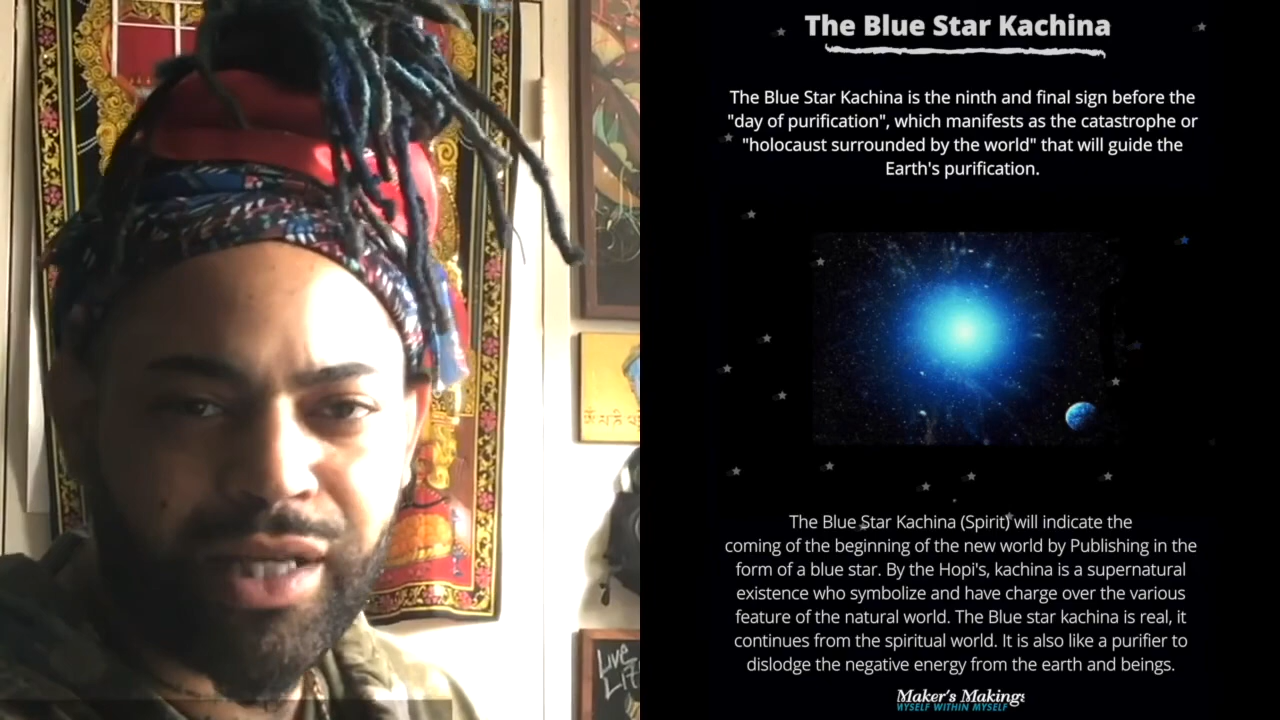 The Blue Star Kachina
The Blue Star Kachina is the ninth and final sign before the
"day of purification", which manifests as the catastrophe or
"holocaust surrounded by the world" that will guide the
Earth's purification.
The Blue Star Kachina (Spirit) will indicate the
coming of the beginning of the new world by Publishing in the
form of a blue star. By the Hopi's, kachina is a supernatural
existence who symbolize and have charge over the various
feature of the natural world. The Blue star kachina is real, it
continues from the spiritual world. It is also like a purifier to
dislodge the negative energy from the earth and beings.
Maker's Makings
MYSELF WITHIN MYSELF
Live